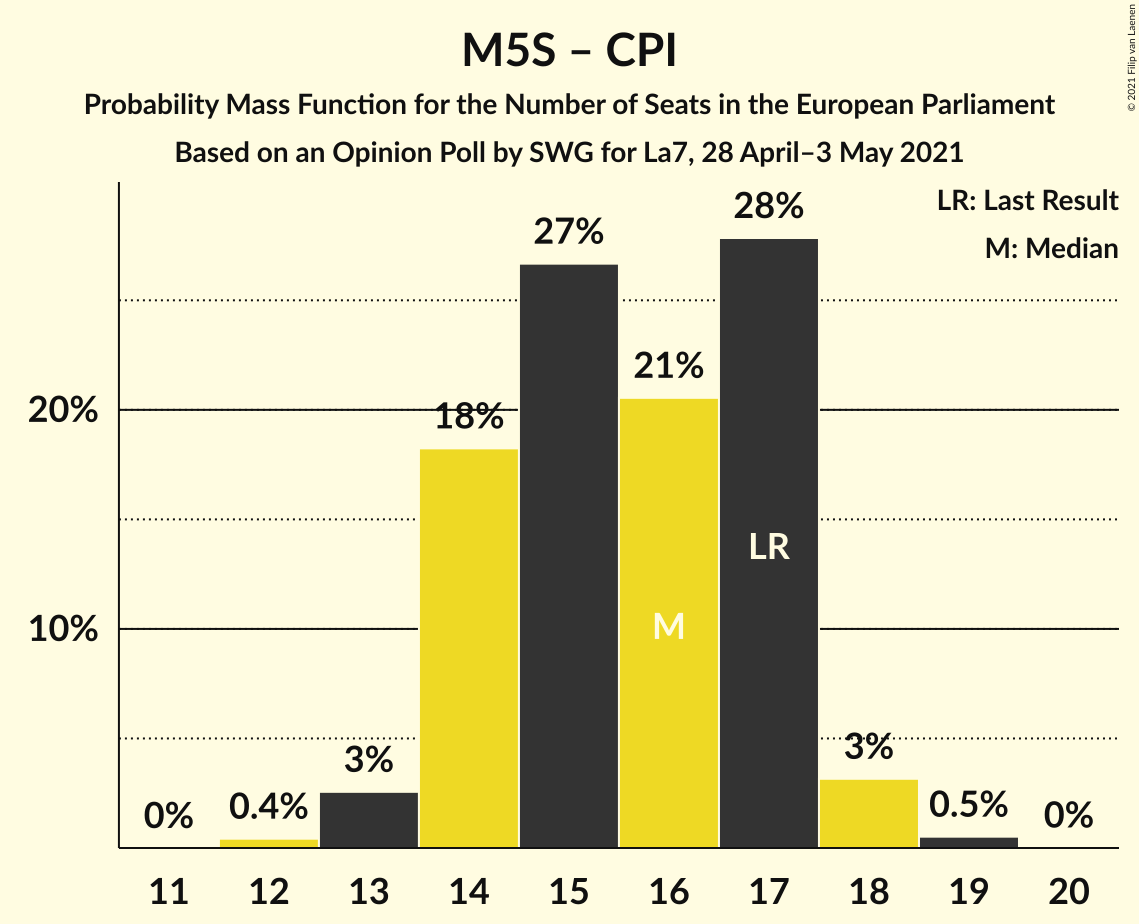 M5S – CPI
Probability Mass Function for the Number of Seats in the European Parliament
Based on an Opinion Poll by SWG for La7, 28 April–3 May 2021
© 2021 Filip van Laenen
LR: Last Result
M: Median
20%
10%
0%
0.4%
3%
18%
27%
21%
28%
3%
0.5%
0%
M
LR
11 12 13 14 15 16 17 18 19 20